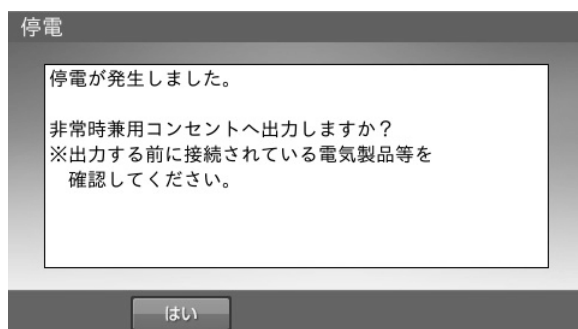 停電
停電が発生しました。
非常時兼用コンセントへ出力しますか？
※出力する前に接続されている電気製品等を
確認してください。
はい